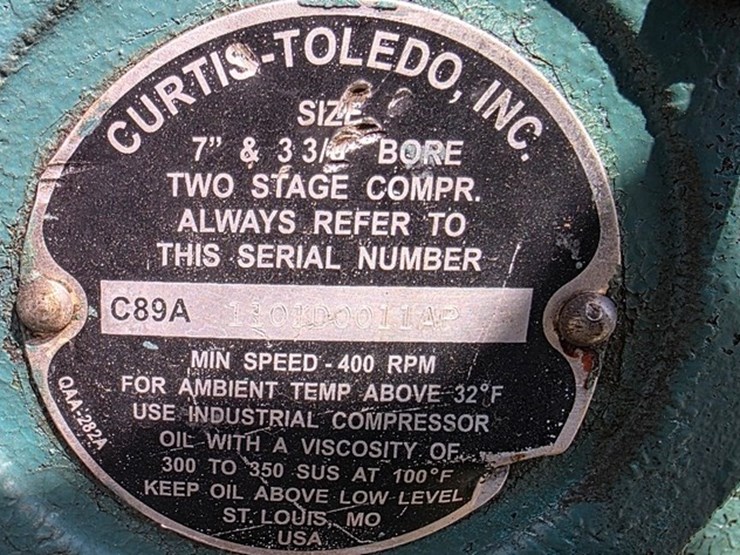 CURTIS-TOLEDO, INC.
SIZE
7" & 3 BORE
TWO STAGE COMPR.
ALWAYS REFER TO
THIS SERIAL NUMBER
C89A
MIN SPEED - 400 RPM
FOR AMBIENT TEMP ABOVE 32°F
USE INDUSTRIAL COMPRESSOR
OIL WITH A VISCOSITY OF
300 TO 350 SUS AT 100°F
KEEP OIL ABOVE LOW LEVEL
ST. LOUIS, MO
USA
QAA-282A